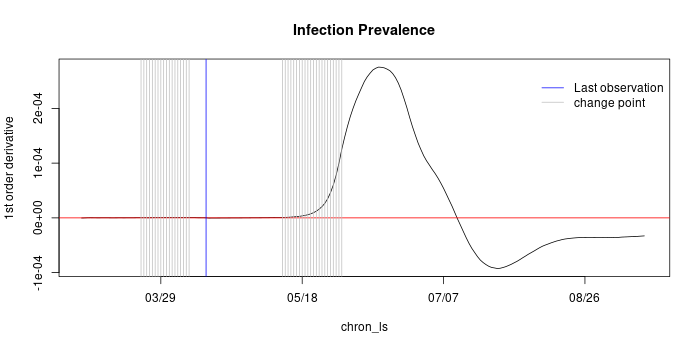 Infection Prevalence
1st order derivative
2e-04
1e-04
0e+00
-1e-04
Last observation
change point
03/29
05/18
07/07
08/26
chron_ls